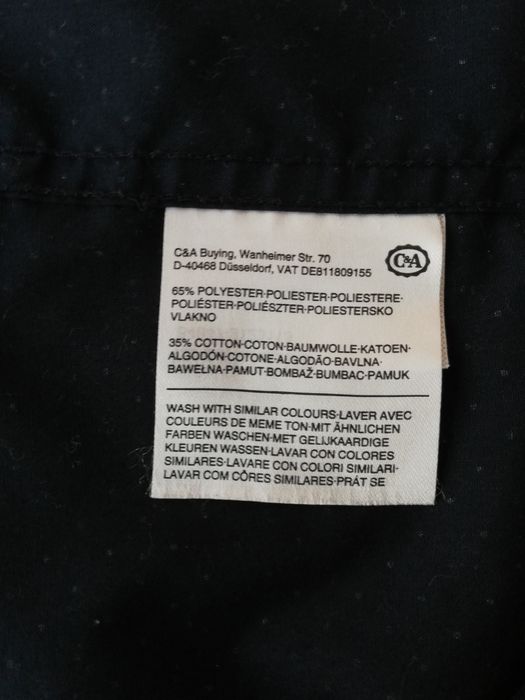 C&A Buying, Wanheimer Str. 70
D-40468 Düsseldorf, VAT DE811809155
C&A
65% POLYESTER·POLIESTER·POLIESTERE·
POLIÉSTER·POLIÉSZTER·POLIESTERSKO
VLAKNO
35% COTTON·COTON·BAUMWOLLE·KATOEN·
ALGODÓN·COTONE·ALGODÃO·BAVLNA·
BAWEŁNA·PAMUT·BOMBAŽ·BUMBAC·PAMUK
WASH WITH SIMILAR COLOURS·LAVER AVEC
COULEURS DE MEME TON·MIT ÄHNLICHEN
FARBEN WASCHEN·MET GELIJKAARDIGE
KLEUREN WASSEN·LAVAR CON COLORES
SIMILARES·LAVARE CON COLORI SIMILARI·
LAVAR COM CÔRES SIMILARES·PRÁT SE